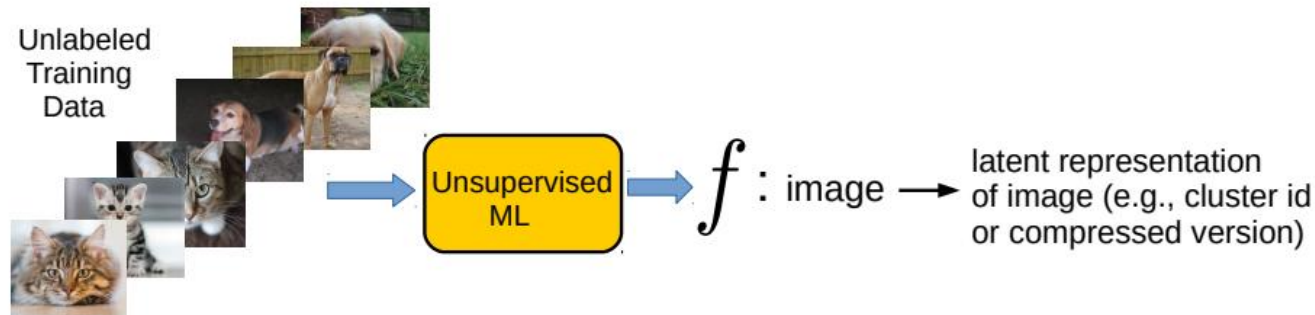 Unlabeled
Training
Data
Unsupervised
ML
f : image → latent representation
of image (e.g., cluster id
or compressed version)